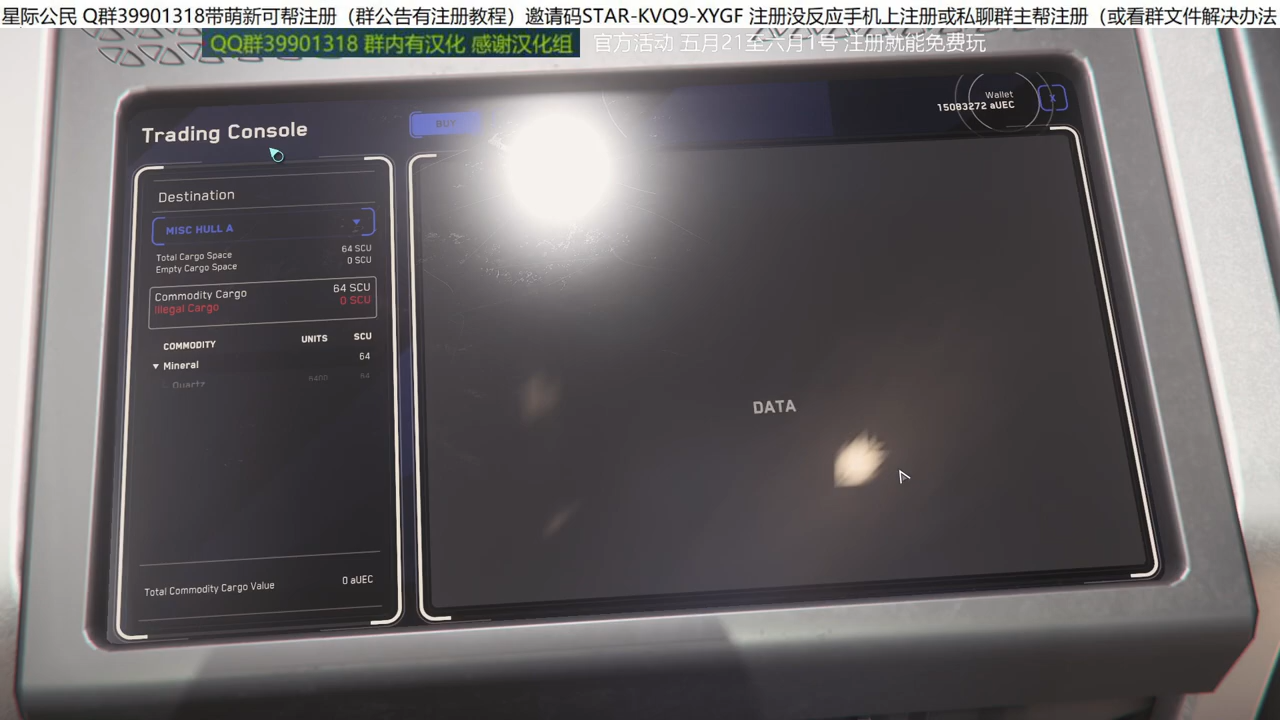 星际公民 Q群39901318带萌新可帮注册（群公告有注册教程）邀请码STAR-KVQ9-XYGF 注册没反应手机上注册或私聊群主帮注册（或看群文件解决办法
QQ群39901318 群内有汉化 感谢汉化组 官方活动 五月21至六月1号 注册就能免费玩
Wallet
15083272 aUEC
X
Trading Console
BUY
Destination
MISC HULL A
Total Cargo Space 64 SCU
Empty Cargo Space 0 SCU
Commodity Cargo 64 SCU
Illegal Cargo 0 SCU
COMMODITY UNITS SCU
Mineral 64
Quartz 6400 64
DATA
Total Commodity Cargo Value 0 aUEC